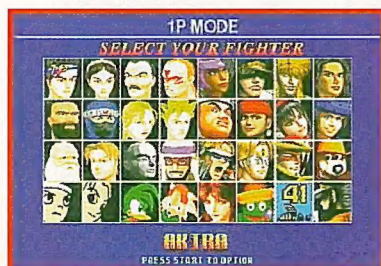 1P MODE
SELECT YOUR FIGHTER
41
AKIRA
PRESS START TO OPTION